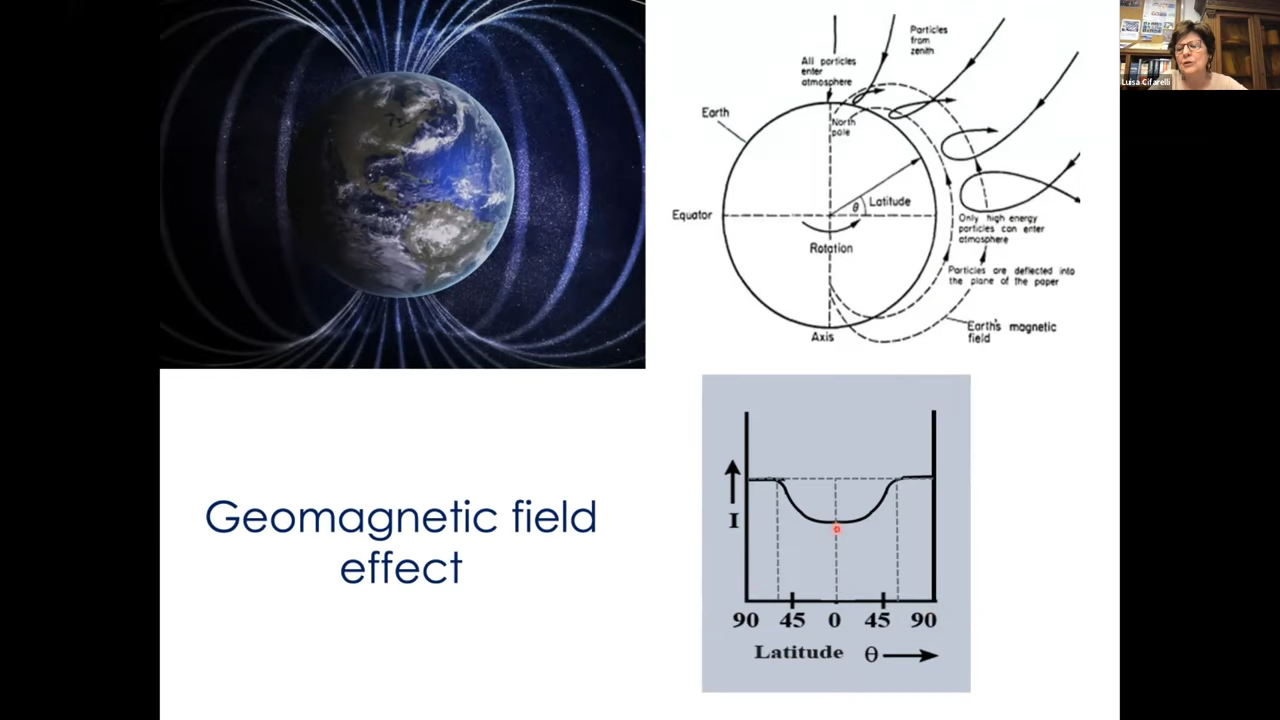 Particles
from
zenith
All particles
enter
atmosphere
Earth
North
pole
Equator
θ
Latitude
Rotation
Only high energy
particles can enter
atmosphere
Particles are deflected into
the plane of the paper
Earth's magnetic
field
Axis
Geomagnetic field
effect
I
90 45 0 45 90
Latitude θ
Luisa Cifarelli